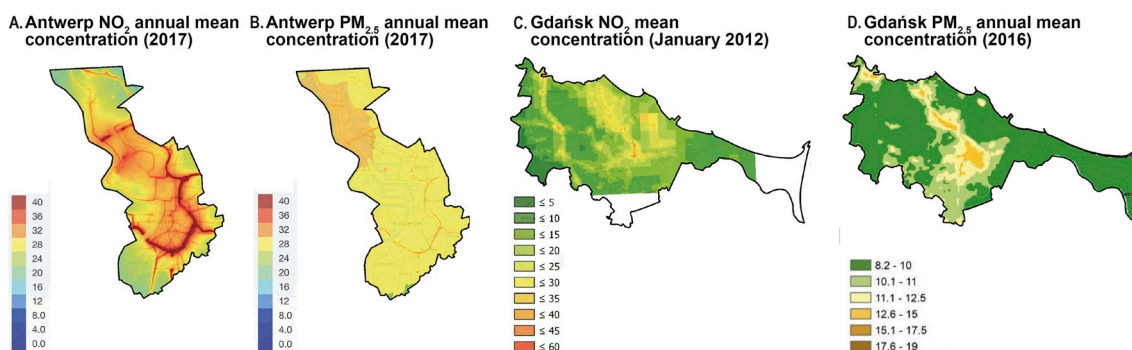 A. Antwerp NO2 annual mean
concentration (2017)
B. Antwerp PM2.5 annual mean
concentration (2017)
C. Gdańsk NO2 mean
concentration (January 2012)
D. Gdańsk PM2.5 annual mean
concentration (2016)
40
36
32
28
24
20
16
12
8.0
4.0
0.0
40
36
32
28
24
20
16
12
8.0
4.0
0.0
≤ 5
≤ 10
≤ 15
≤ 20
≤ 25
≤ 30
≤ 35
≤ 40
≤ 45
≤ 60
8.2 - 10
10.1 - 11
11.1 - 12.5
12.6 - 15
15.1 - 17.5
17.6 - 19